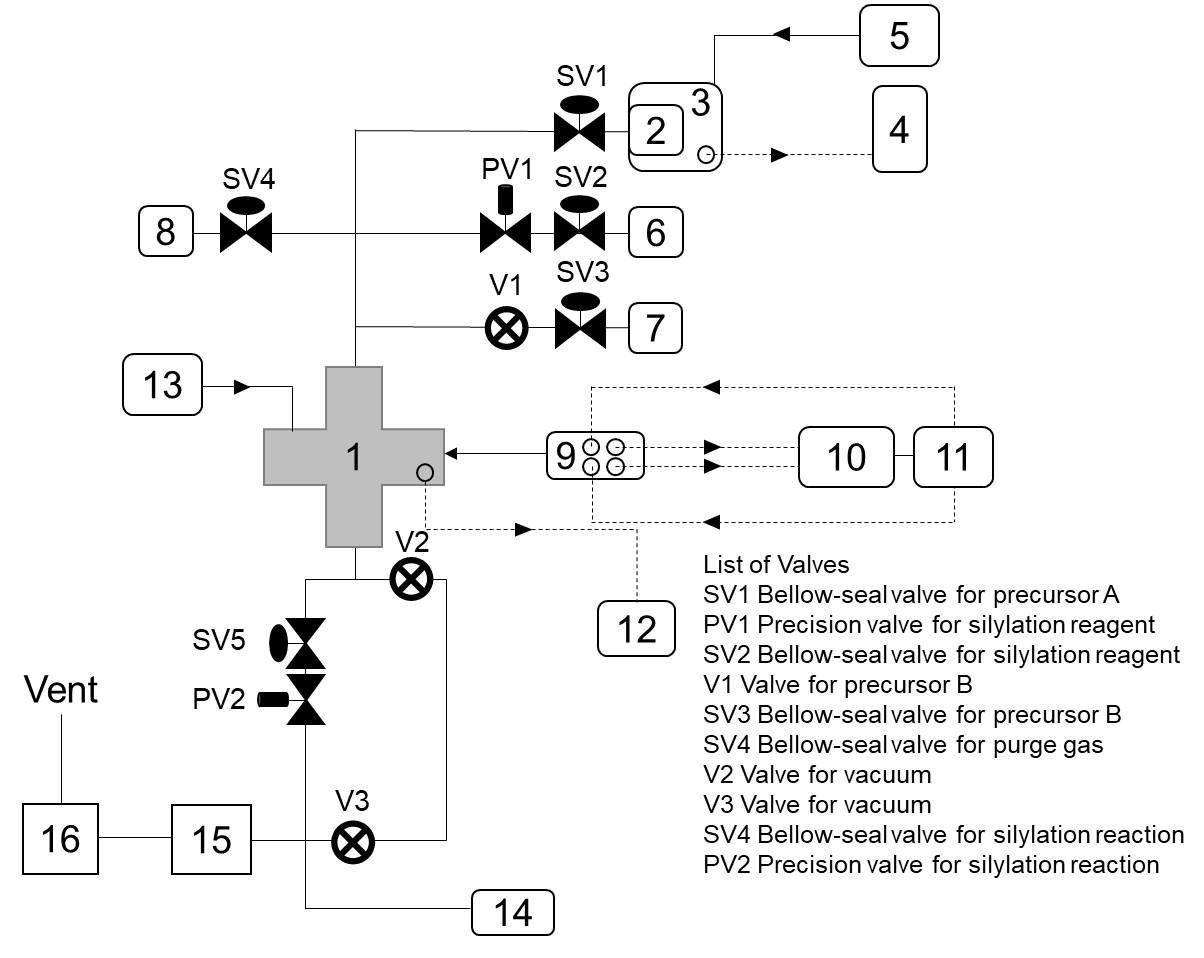 5
SV1
3
2
4
PV1
SV2
SV4
8
6
V1
SV3
7
13
1
9
10
11
V2
12
List of Valves
SV1 Bellow-seal valve for precursor A
PV1 Precision valve for silylation reagent
SV2 Bellow-seal valve for silylation reagent
V1 Valve for precursor B
SV3 Bellow-seal valve for precursor B
SV4 Bellow-seal valve for purge gas
V2 Valve for vacuum
V3 Valve for vacuum
SV4 Bellow-seal valve for silylation reaction
PV2 Precision valve for silylation reaction
SV5
PV2
Vent
V3
16
15
14